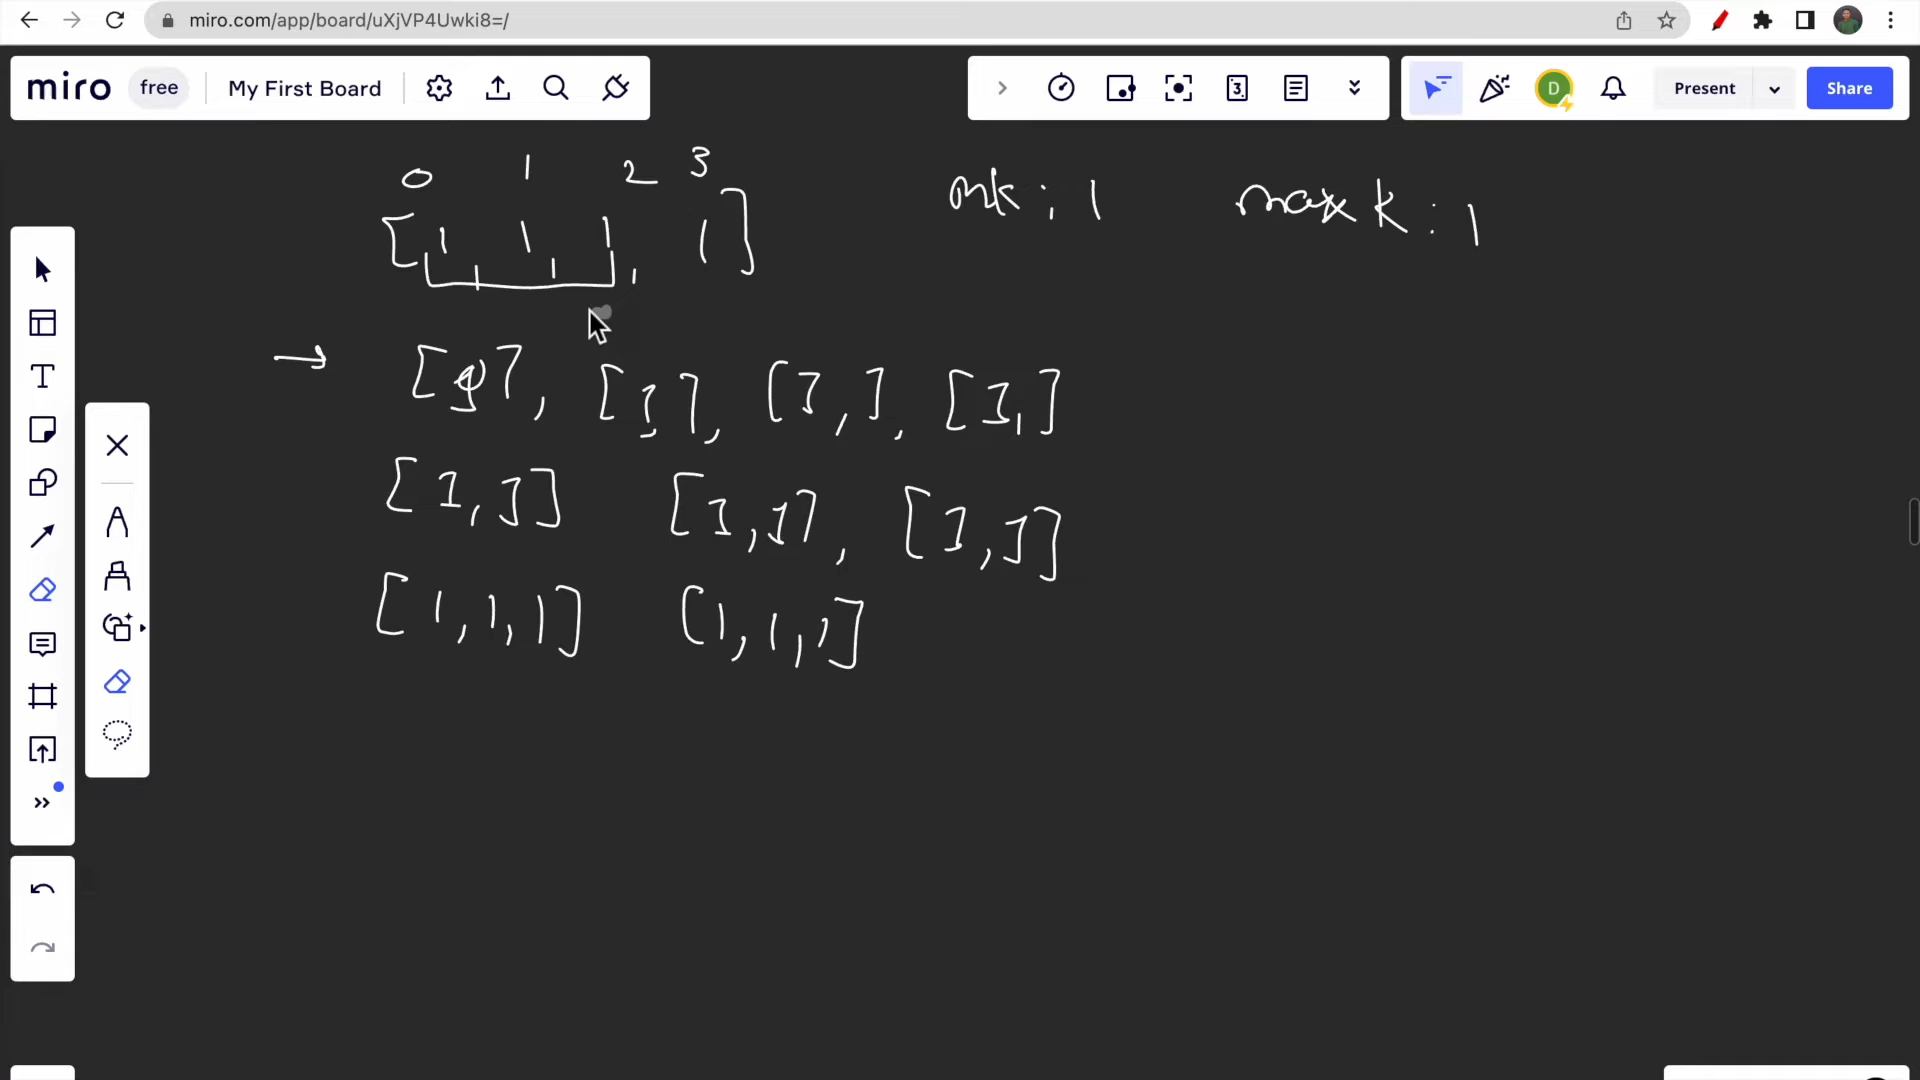 miro.com/app/board/uXjVP4Uwki8=/
miro free My First Board
3 D Present Share
0 1 2 3
[1, 1, 1, 1]
mk : 1 max k : 1
→ [1], [1], [1,], [1,]
[1,1] [1,1], [1,1]
[1,1,1] [1,1,1]